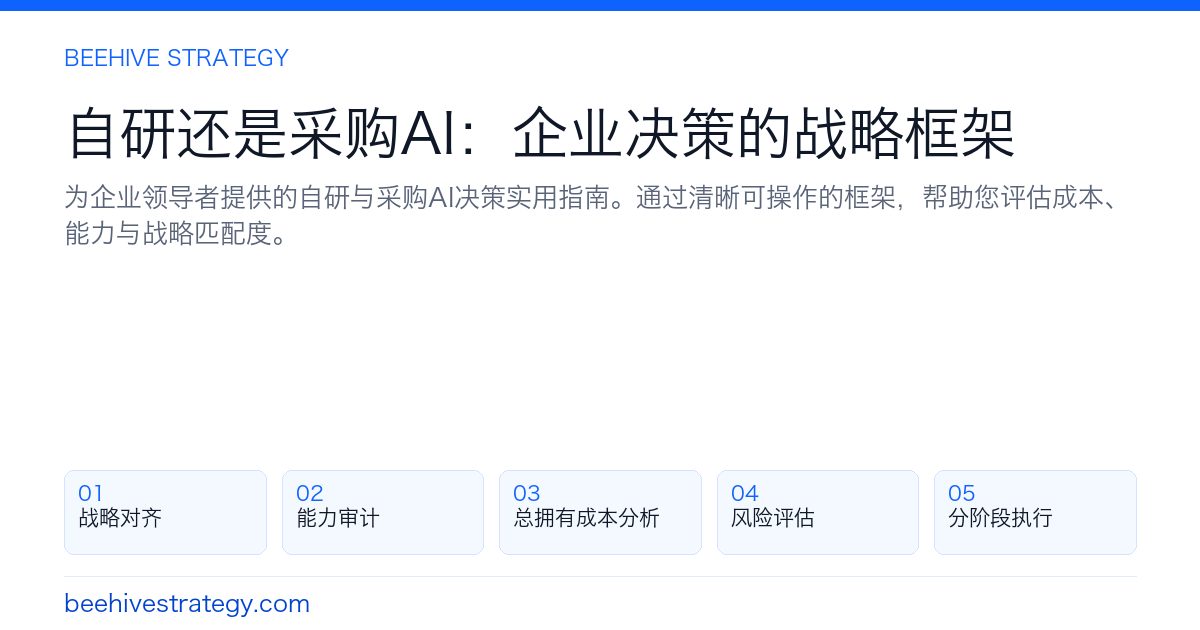 BEEHIVE STRATEGY
自研还是采购AI：企业决策的战略框架
为企业领导者提供的自研与采购AI决策实用指南。通过清晰可操作的框架，帮助您评估成本、
能力与战略匹配度。
01
战略对齐
02
能力审计
03
总拥有成本分析
04
风险评估
05
分阶段执行
beehivestrategy.com